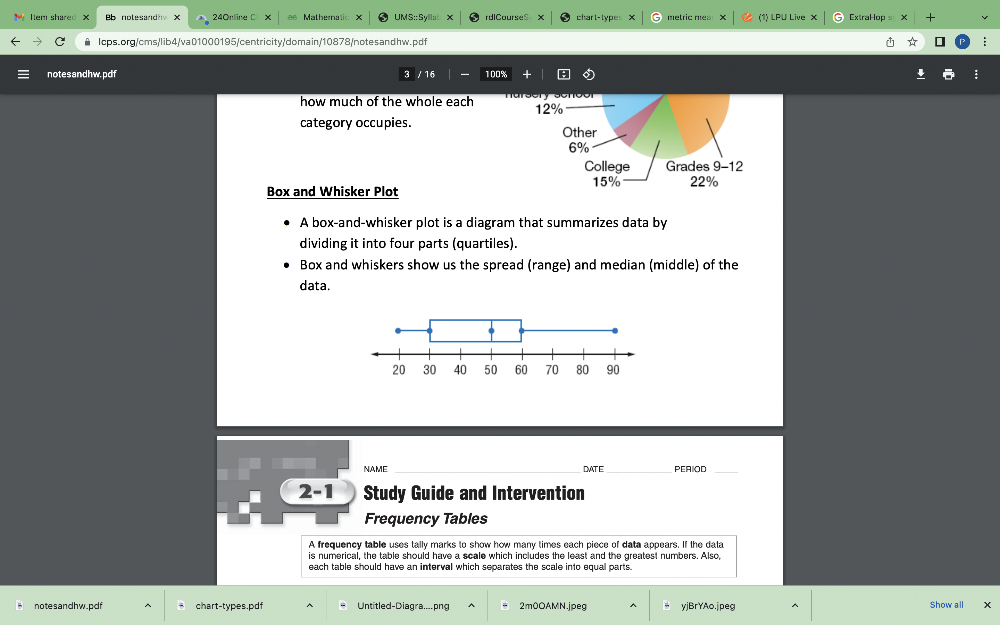 Item shared
Bb notesandhw
24Online Cl
Mathematic
UMS::Syllab
rdlCourseSy
chart-types
metric mear
(1) LPU Live
ExtraHop sy
lcps.org/cms/lib4/va01000195/centricity/domain/10878/notesandhw.pdf
P
notesandhw.pdf
3 / 16
100%
how much of the whole each
category occupies.
nursery school
12%
Other
6%
College
15%
Grades 9–12
22%
Box and Whisker Plot
• A box-and-whisker plot is a diagram that summarizes data by
dividing it into four parts (quartiles).
• Box and whiskers show us the spread (range) and median (middle) of the
data.
20 30 40 50 60 70 80 90
NAME DATE PERIOD
2-1
Study Guide and Intervention
Frequency Tables
A frequency table uses tally marks to show how many times each piece of data appears. If the data
is numerical, the table should have a scale which includes the least and the greatest numbers. Also,
each table should have an interval which separates the scale into equal parts.
notesandhw.pdf
chart-types.pdf
Untitled-Diagra....png
2m0OAMN.jpeg
yjBrYAo.jpeg
Show all